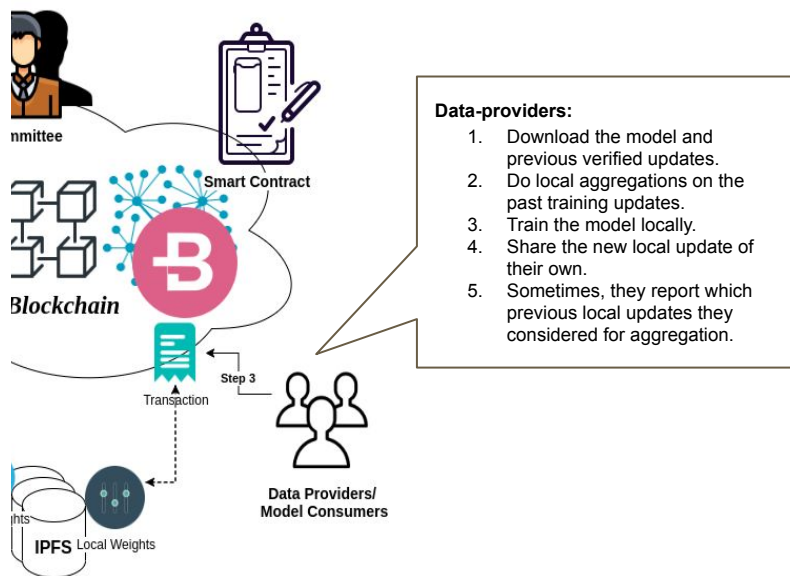 mmittee
Smart Contract
Blockchain
B
Step 3
Transaction
Data Providers/
Model Consumers
hts
IPFS
Local Weights
Data-providers:
1. Download the model and
previous verified updates.
2. Do local aggregations on the
past training updates.
3. Train the model locally.
4. Share the new local update of
their own.
5. Sometimes, they report which
previous local updates they
considered for aggregation.